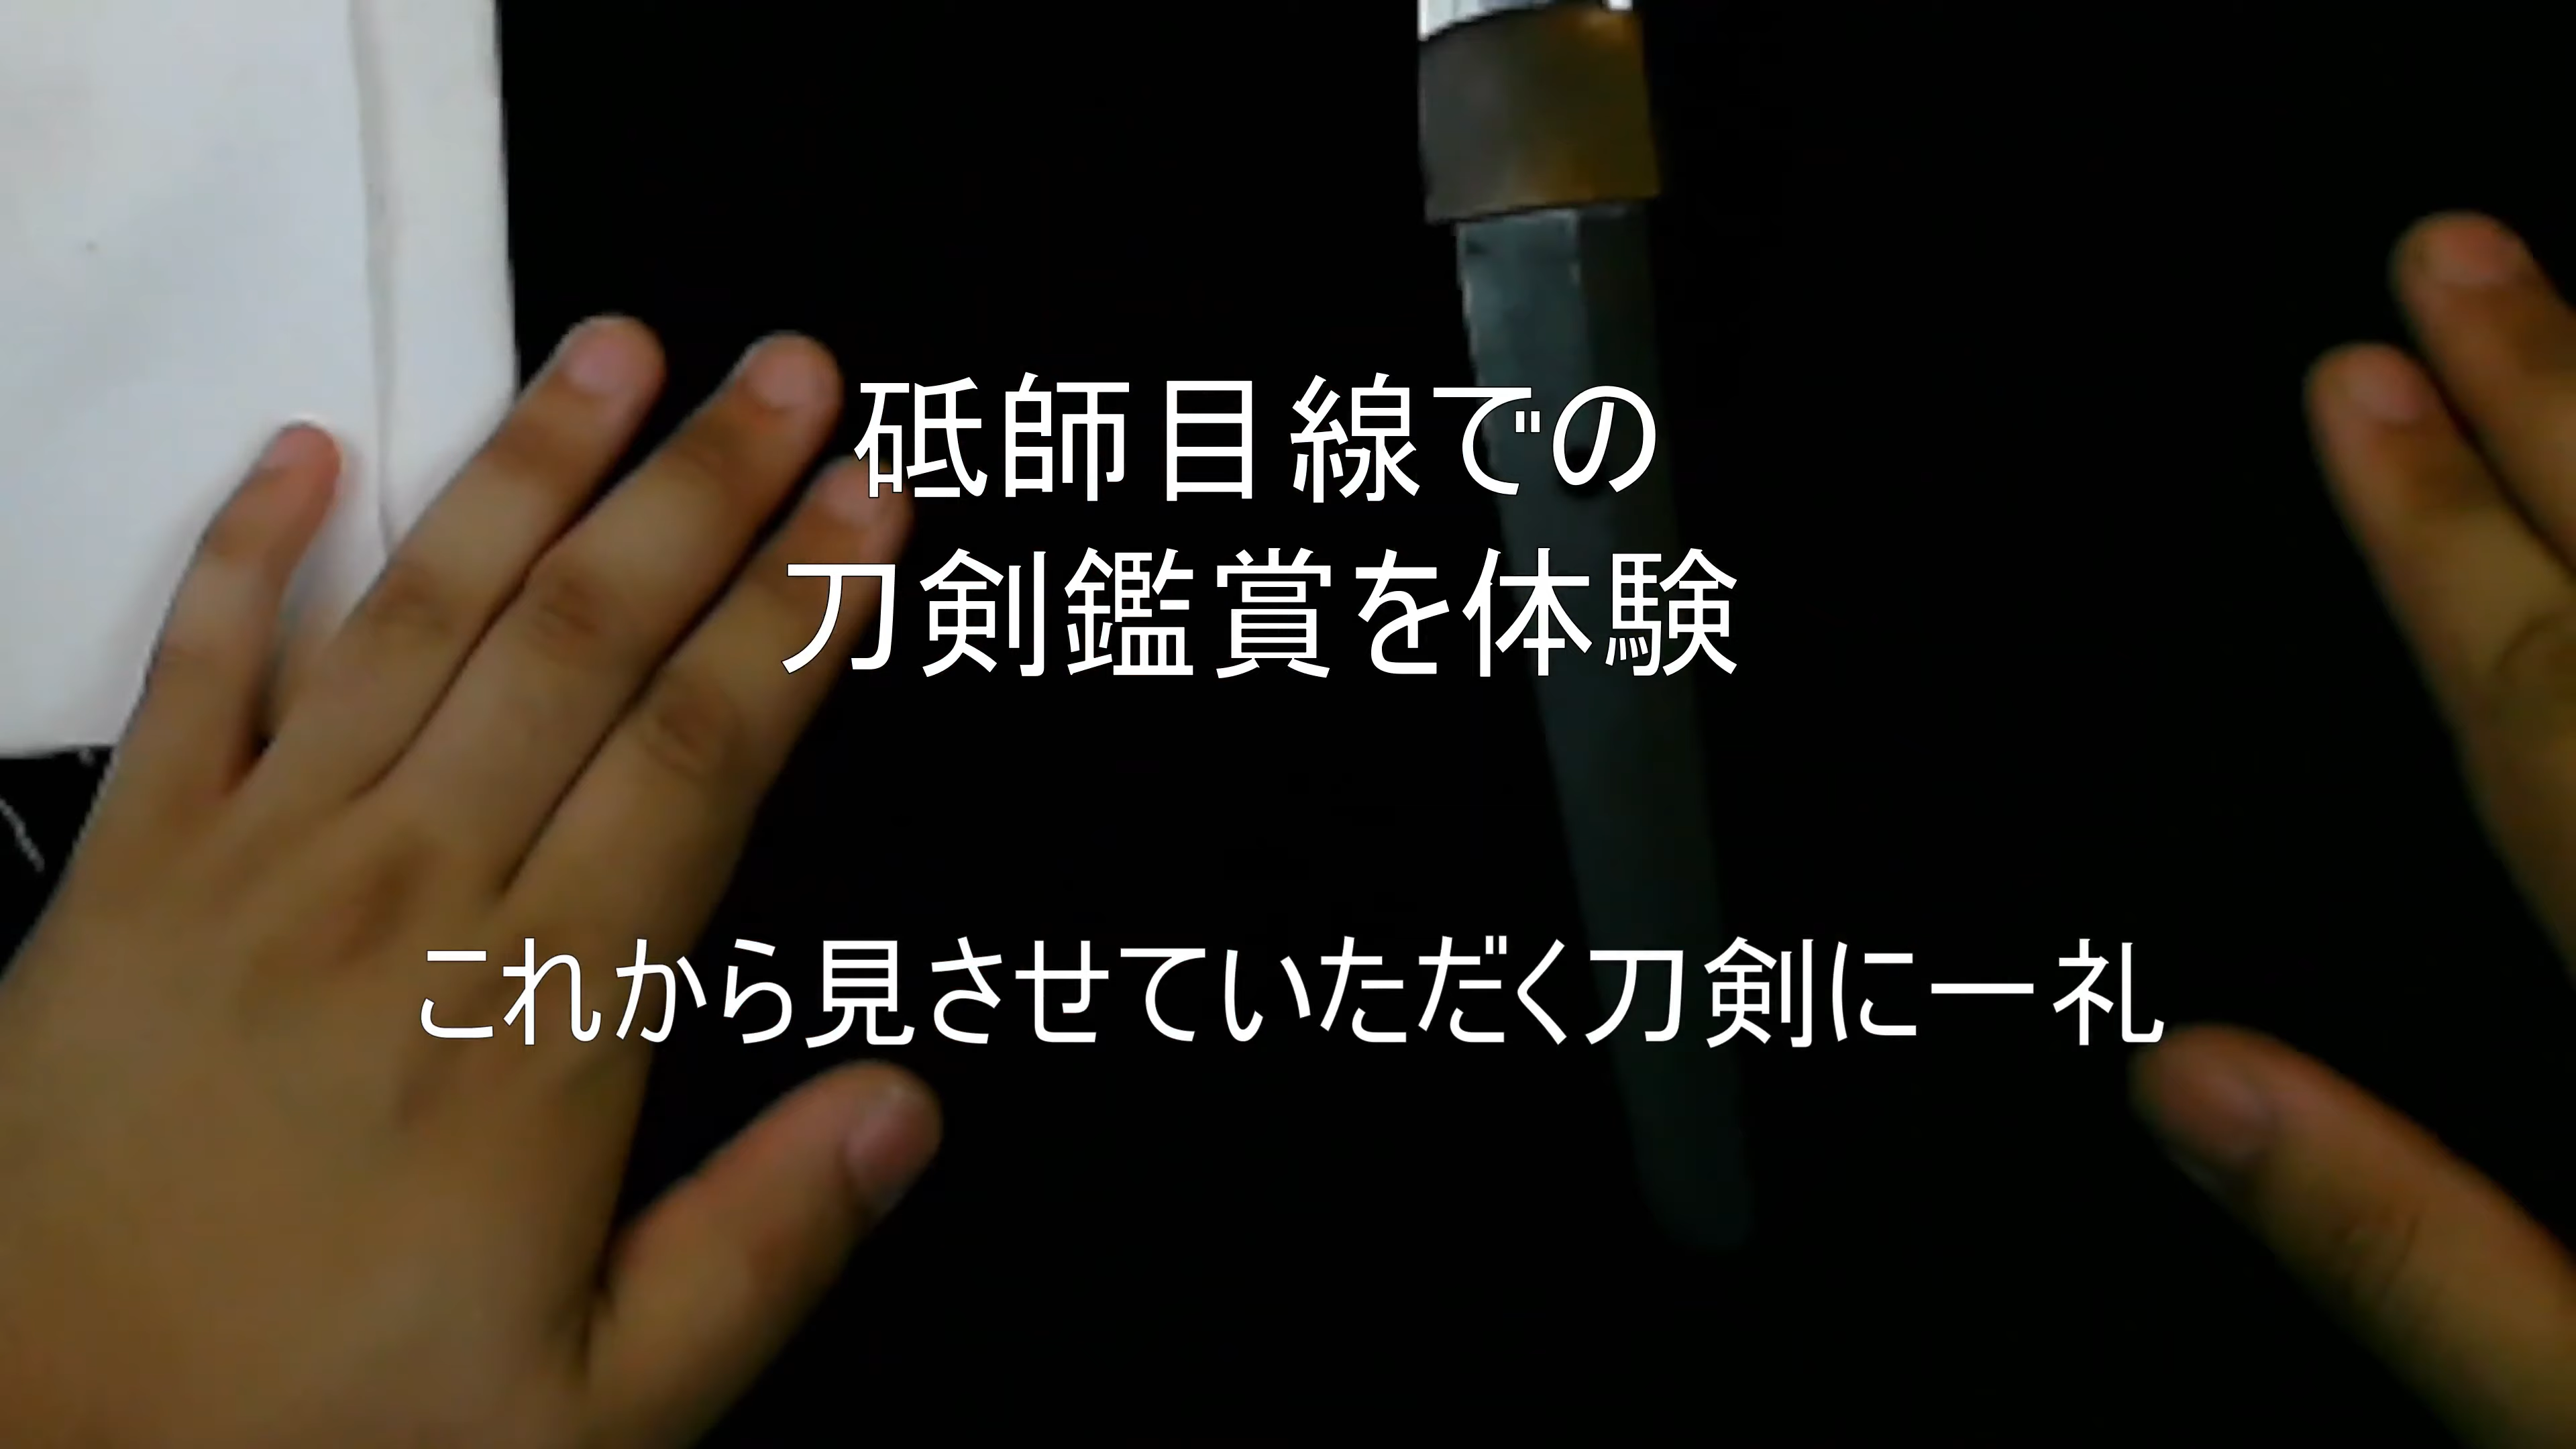 砥師目線での
刀剣鑑賞を体験
これから見させていただく刀剣に一礼